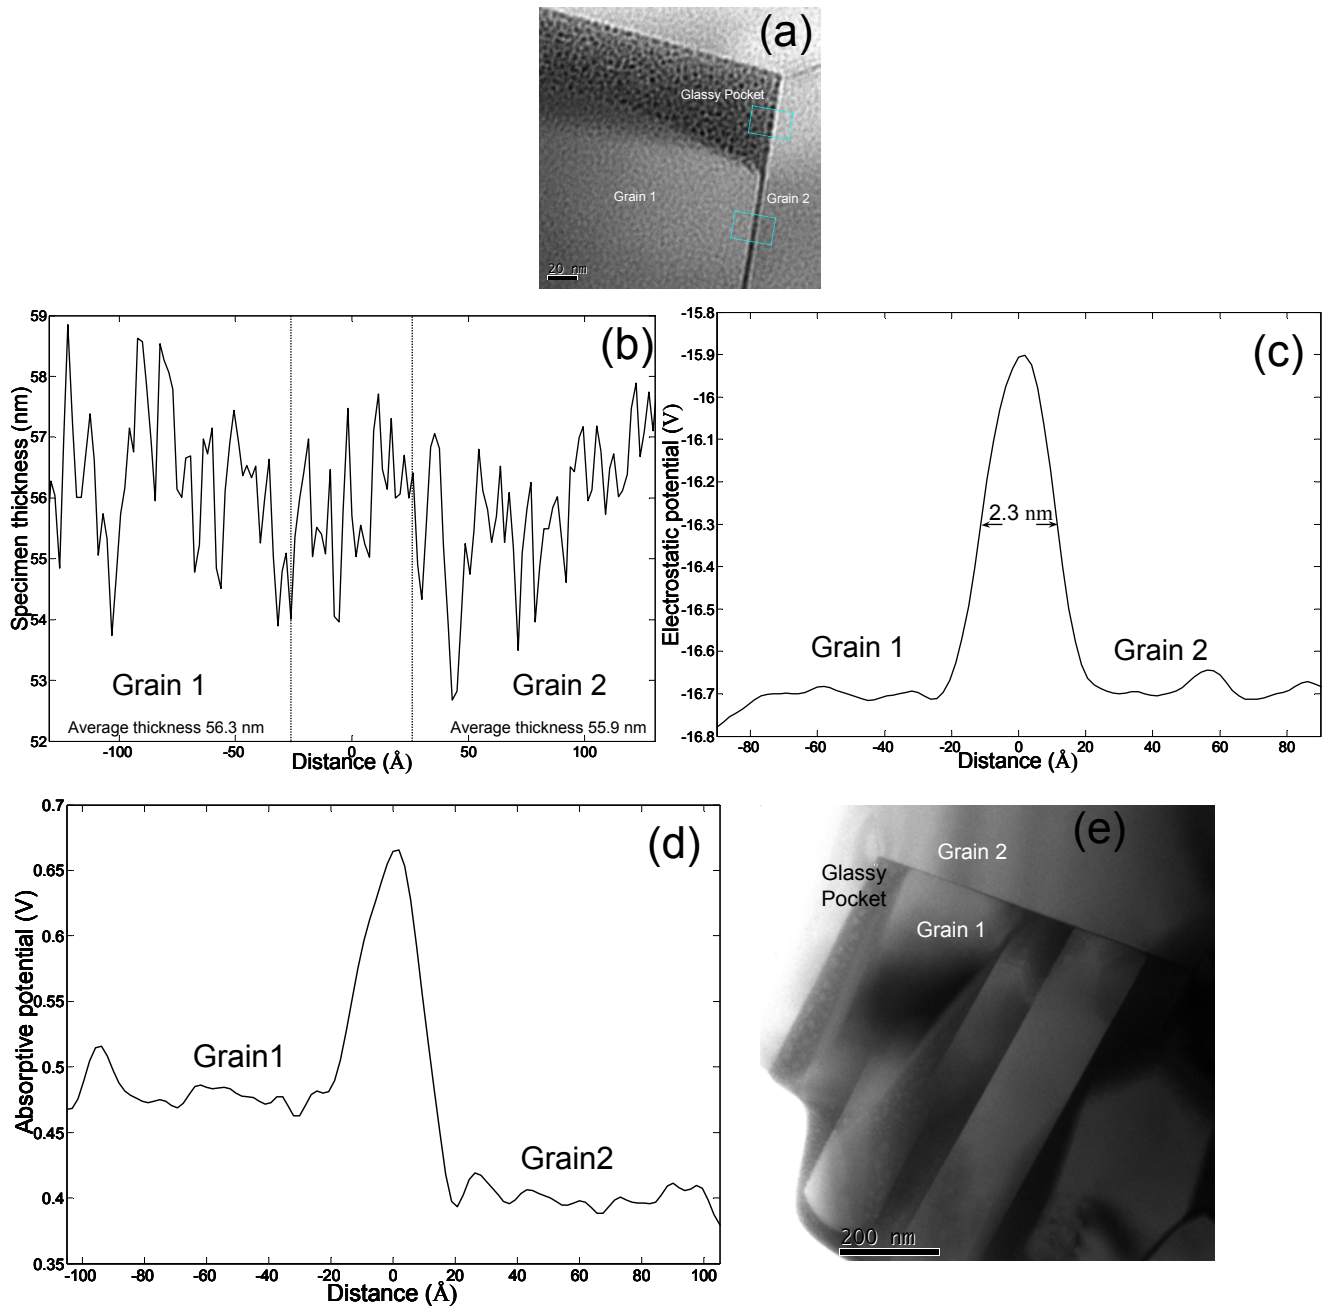 (a)
Glassy Pocket
Grain 1
Grain 2
20 nm
(b)
59
58
57
56
55
54
53
52
Specimen thickness (nm)
Grain 1
Grain 2
Average thickness 56.3 nm
Average thickness 55.9 nm
-100
-50
0
50
100
Distance (Å)
(c)
-15.8
-15.9
-16
-16.1
-16.2
-16.3
-16.4
-16.5
-16.6
-16.7
-16.8
Electrostatic potential (V)
2.3 nm
Grain 1
Grain 2
-80
-60
-40
-20
0
20
40
60
80
Distance (Å)
(d)
0.7
0.65
0.6
0.55
0.5
0.45
0.4
0.35
Absorptive potential (V)
Grain1
Grain2
-100
-80
-60
-40
-20
0
20
40
60
80
100
Distance (Å)
(e)
Grain 2
Glassy
Pocket
Grain 1
200 nm